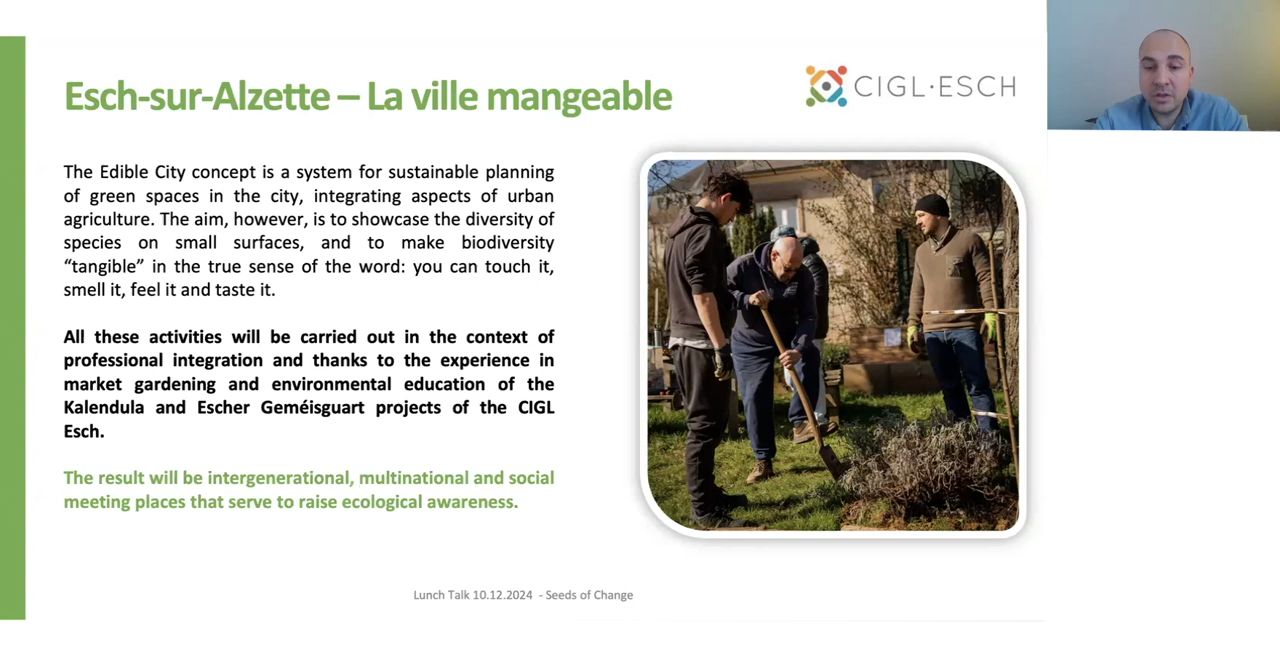 Esch-sur-Alzette – La ville mangeable
CIGL·ESCH
The Edible City concept is a system for sustainable planning
of green spaces in the city, integrating aspects of urban
agriculture. The aim, however, is to showcase the diversity of
species on small surfaces, and to make biodiversity
“tangible” in the true sense of the word: you can touch it,
smell it, feel it and taste it.
All these activities will be carried out in the context of
professional integration and thanks to the experience in
market gardening and environmental education of the
Kalendula and Escher Geméisguart projects of the CIGL
Esch.
The result will be intergenerational, multinational and social
meeting places that serve to raise ecological awareness.
Lunch Talk 10.12.2024 - Seeds of Change